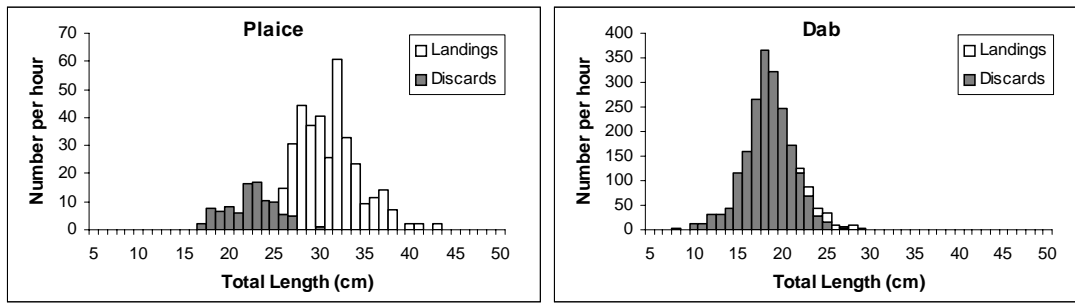 Plaice
Landings
Discards
Number per hour
70
60
50
40
30
20
10
0
5 10 15 20 25 30 35 40 45 50
Total Length (cm)
Dab
Landings
Discards
Number per hour
400
350
300
250
200
150
100
50
0
5 10 15 20 25 30 35 40 45 50
Total Length (cm)